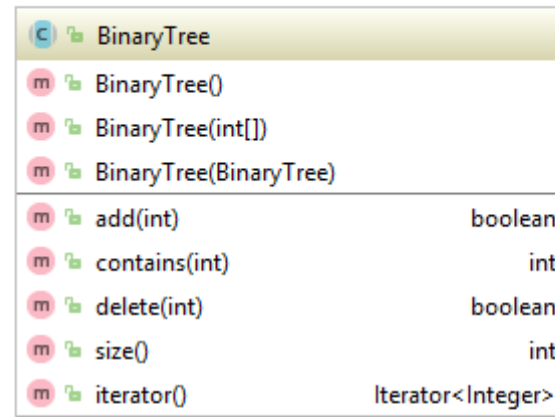 C BinaryTree
m BinaryTree()
m BinaryTree(int[])
m BinaryTree(BinaryTree)
m add(int) boolean
m contains(int) int
m delete(int) boolean
m size() int
m iterator() Iterator<Integer>